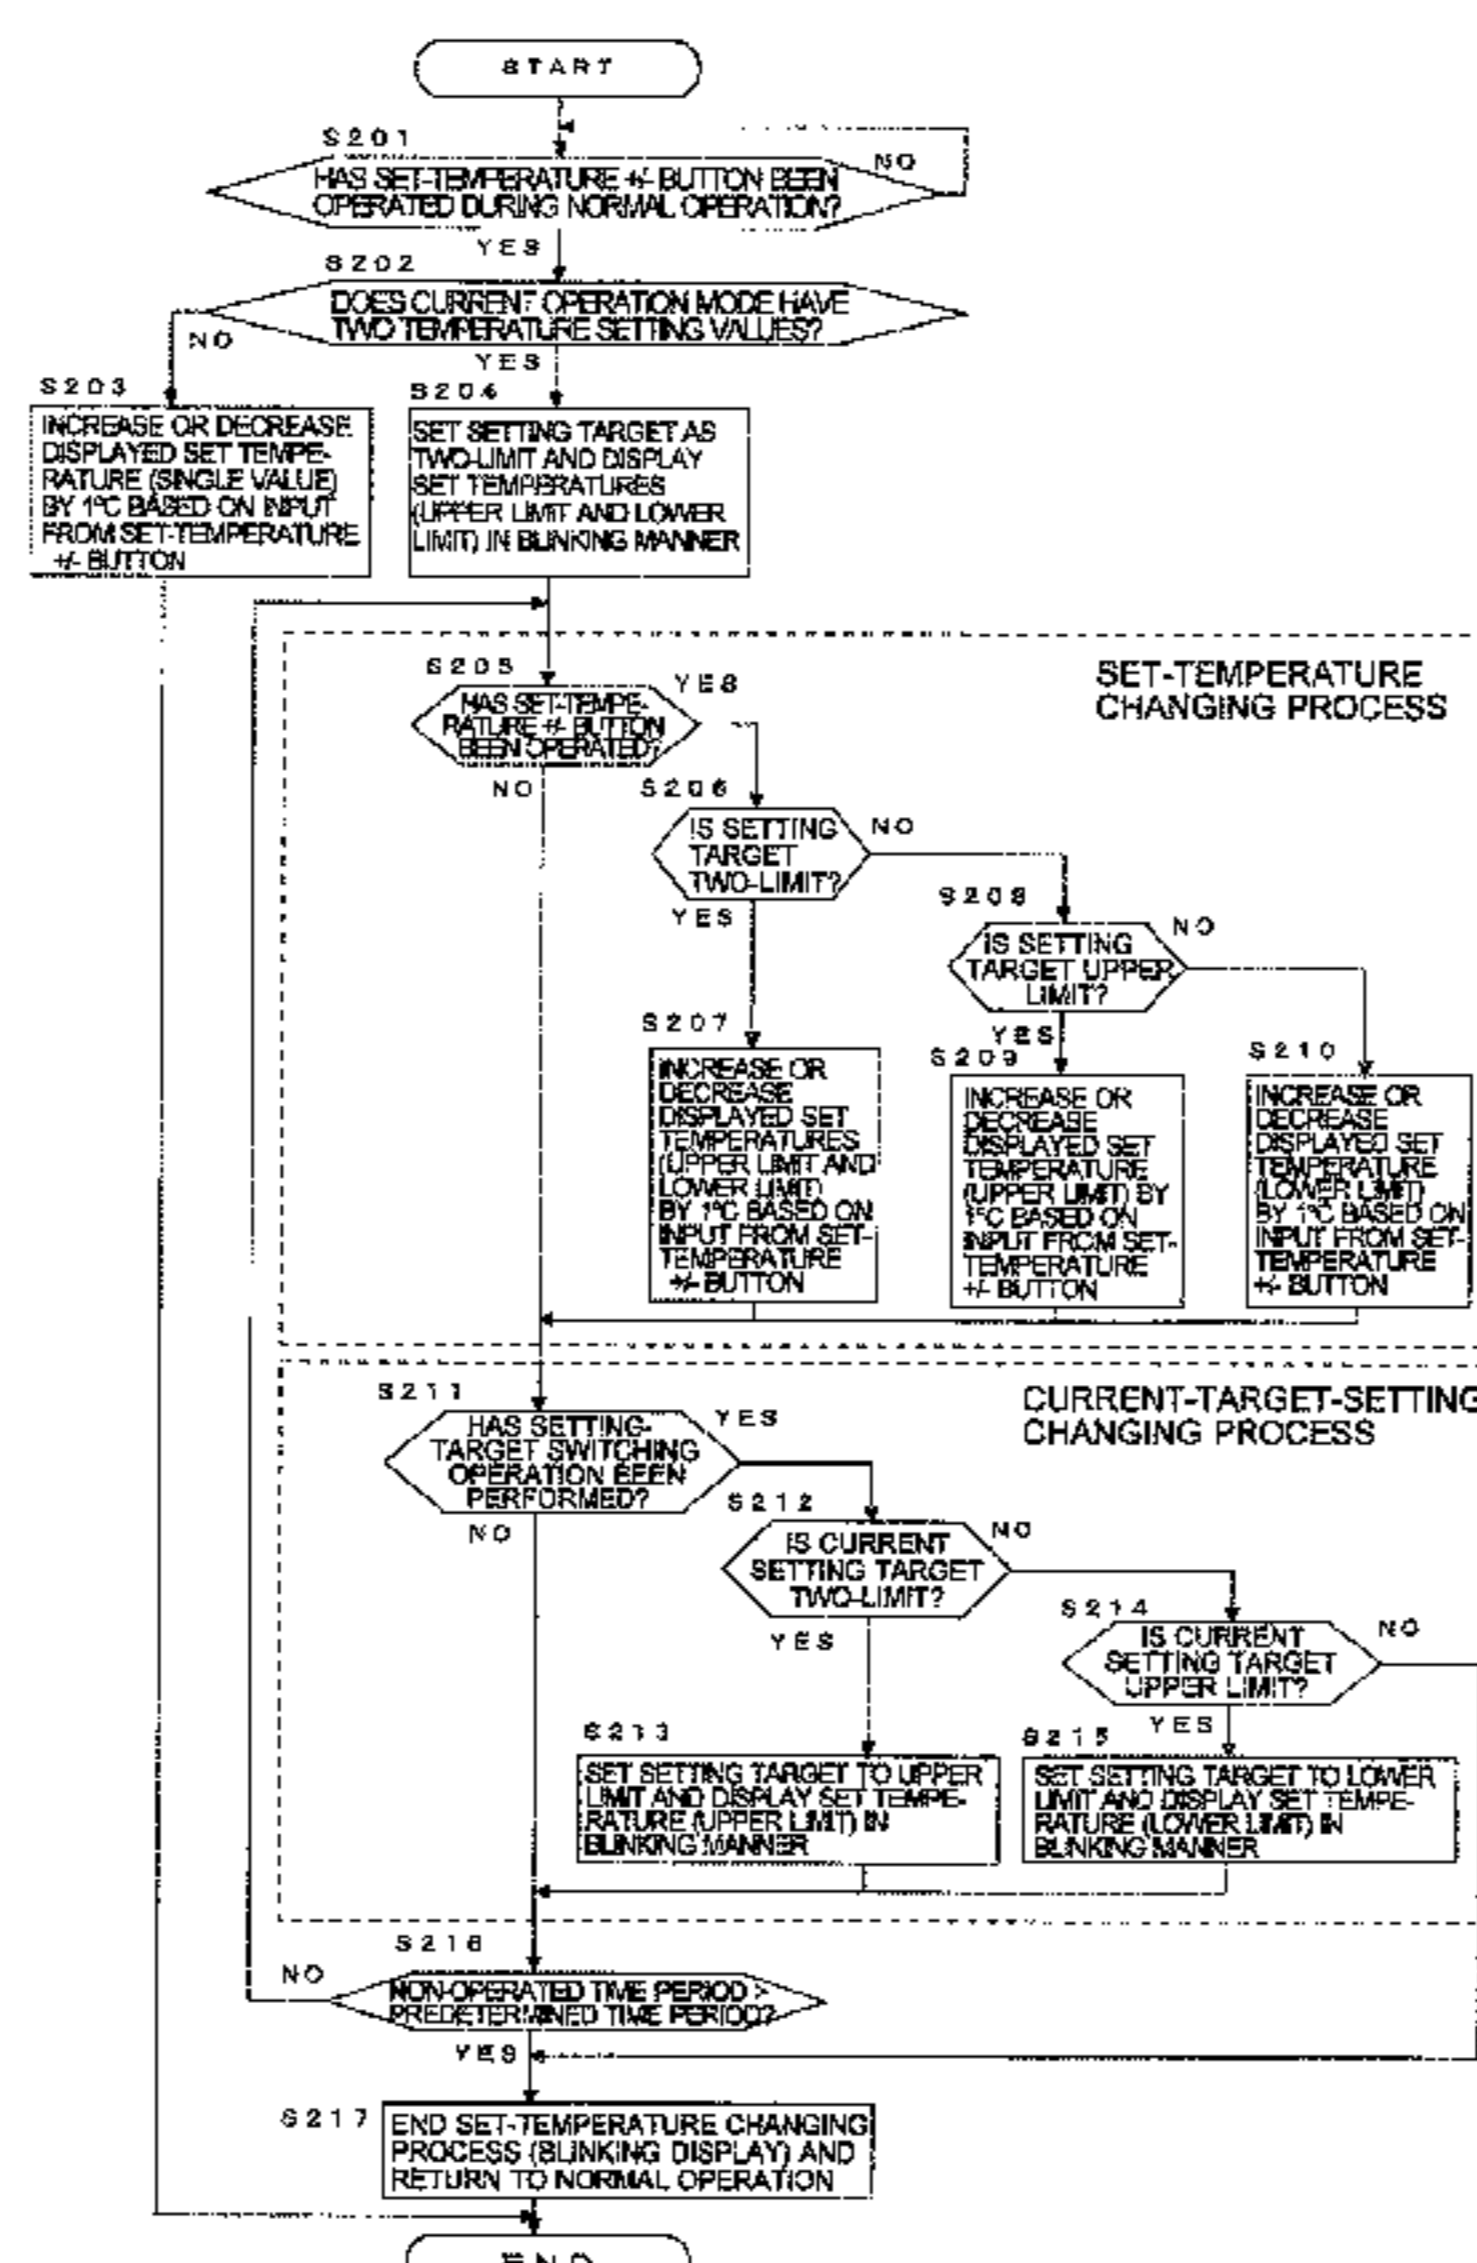 START
S201
HAS SET-TEMPERATURE +/- BUTTON BEEN
OPERATED DURING NORMAL OPERATION?
NO
YES
S202
DOES CURRENT OPERATION MODE HAVE
TWO TEMPERATURE SETTING VALUES?
NO
YES
S203
INCREASE OR DECREASE
DISPLAYED SET TEMPE-
RATURE (SINGLE VALUE)
BY 1°C BASED ON INPUT
FROM SET-TEMPERATURE
+/- BUTTON
S204
SET SETTING TARGET AS
TWO-LIMIT AND DISPLAY
SET TEMPERATURES
(UPPER LIMIT AND LOWER
LIMIT) IN BLINKING MANNER
SET-TEMPERATURE
CHANGING PROCESS
S205
HAS SET-TEMPE-
RATURE +/- BUTTON
BEEN OPERATED?
YES
NO
S206
IS SETTING
TARGET
TWO-LIMIT?
NO
YES
S208
IS SETTING
TARGET UPPER
LIMIT?
NO
YES
S207
INCREASE OR
DECREASE
DISPLAYED SET
TEMPERATURES
(UPPER LIMIT AND
LOWER LIMIT)
BY 1°C BASED ON
INPUT FROM SET-
TEMPERATURE
+/- BUTTON
S209
INCREASE OR
DECREASE
DISPLAYED SET
TEMPERATURE
(UPPER LIMIT) BY
1°C BASED ON
INPUT FROM SET-
TEMPERATURE
+/- BUTTON
S210
INCREASE OR
DECREASE
DISPLAYED SET
TEMPERATURE
(LOWER LIMIT)
BY 1°C BASED ON
INPUT FROM SET-
TEMPERATURE
+/- BUTTON
CURRENT-TARGET-SETTING
CHANGING PROCESS
S211
HAS SETTING-
TARGET SWITCHING
OPERATION BEEN
PERFORMED?
YES
NO
S212
IS CURRENT
SETTING TARGET
TWO-LIMIT?
NO
YES
S214
IS CURRENT
SETTING TARGET
UPPER LIMIT?
NO
YES
S213
SET SETTING TARGET TO UPPER
LIMIT AND DISPLAY SET TEMPE-
RATURE (UPPER LIMIT) IN
BLINKING MANNER
S215
SET SETTING TARGET TO LOWER
LIMIT AND DISPLAY SET TEMPE-
RATURE (LOWER LIMIT) IN
BLINKING MANNER
S216
NON-OPERATED TIME PERIOD >
PREDETERMINED TIME PERIOD?
NO
YES
S217
END SET-TEMPERATURE CHANGING
PROCESS (BLINKING DISPLAY) AND
RETURN TO NORMAL OPERATION
END